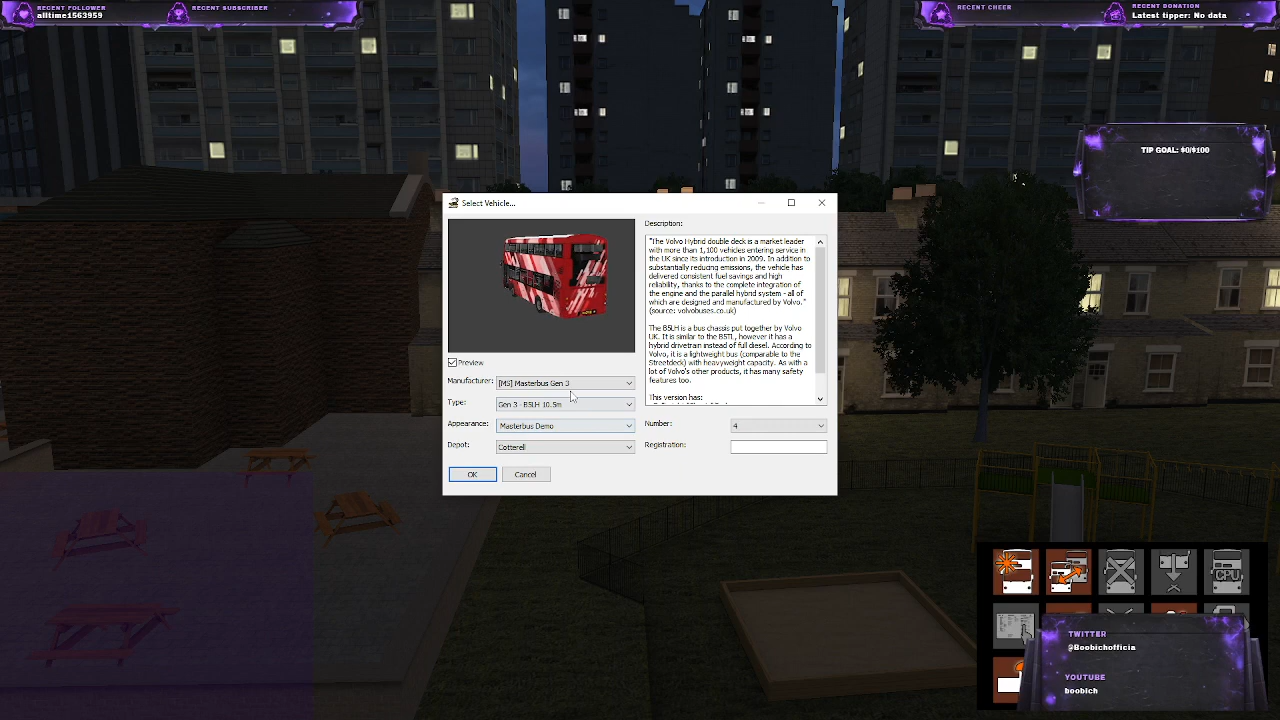 RECENT FOLLOWER
alltime1563959
RECENT SUBSCRIBER
RECENT CHEER
RECENT DONATION
Latest tipper: No data
TIP GOAL: $0/$100
Select Vehicle...
Description:
"The Volvo Hybrid double deck is a market leader
with more than 1,100 vehicles entering service in
the UK since its introduction in 2009. In addition to
substantially reducing emissions, the vehicle has
delivered consistent fuel savings and high
reliability, thanks to the complete integration of
the engine and the parallel hybrid system - all of
which are designed and manufactured by Volvo."
(source: volvobuses.co.uk)
The B5LH is a bus chassis put together by Volvo
UK. It is similar to the B5TL, however it has a
hybrid drivetrain instead of full diesel. According to
Volvo, it is a lightweight bus (comparable to the
Streetdeck) with heavyweight capacity. As with a
lot of Volvo's other products, it has many safety
features too.
This version has:
Preview
Manufacturer:
[MS] Masterbus Gen 3
Type:
Gen 3 - B5LH 10.5m
Appearance:
Masterbus Demo
Number:
4
Depot:
Cotterell
Registration:
OK
Cancel
CPU
TWITTER
@Boobichofficia
YOUTUBE
boobich